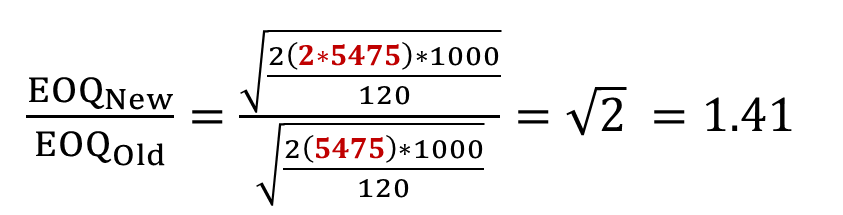 EOQ_New / EOQ_Old = √(2(2*5475)*1000 / 120) / √(2(5475)*1000 / 120) = √2 = 1.41